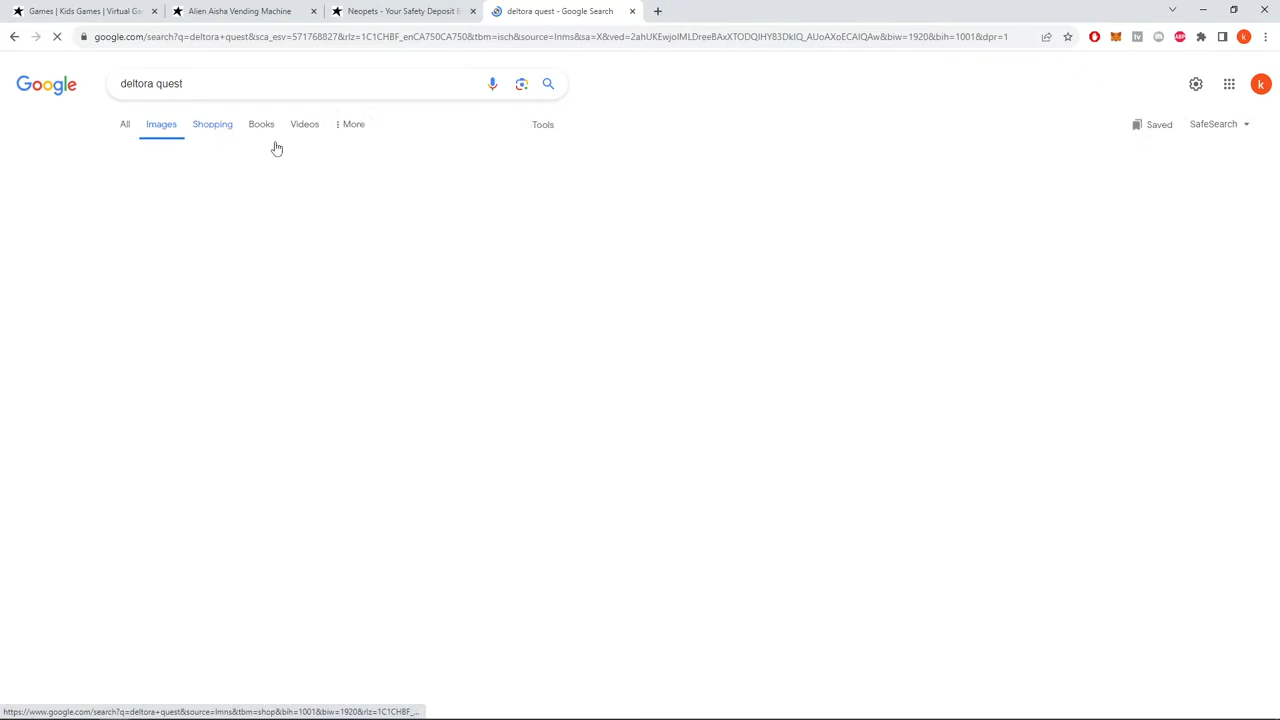 Games | Kids Games | Virtual Ga
Alien Aisha Vending Machine
Neopets - Your Safety Deposit B
deltora quest - Google Search
google.com/search?q=deltora+quest&sca_esv=571768827&rlz=1C1CHBF_enCA750CA750&tbm=isch&source=lnms&sa=X&ved=2ahUKEwjolMLDreeBAxXTODQIHY83DkIQ_AUoAXoECAIQAw&biw=1920&bih=1001&dpr=1
Google
deltora quest
k
All
Images
Shopping
Books
Videos
More
Tools
Saved
SafeSearch
https://www.google.com/search?q=deltora+quest&source=lmns&tbm=shop&bih=1001&biw=1920&rlz=1C1CHBF_...